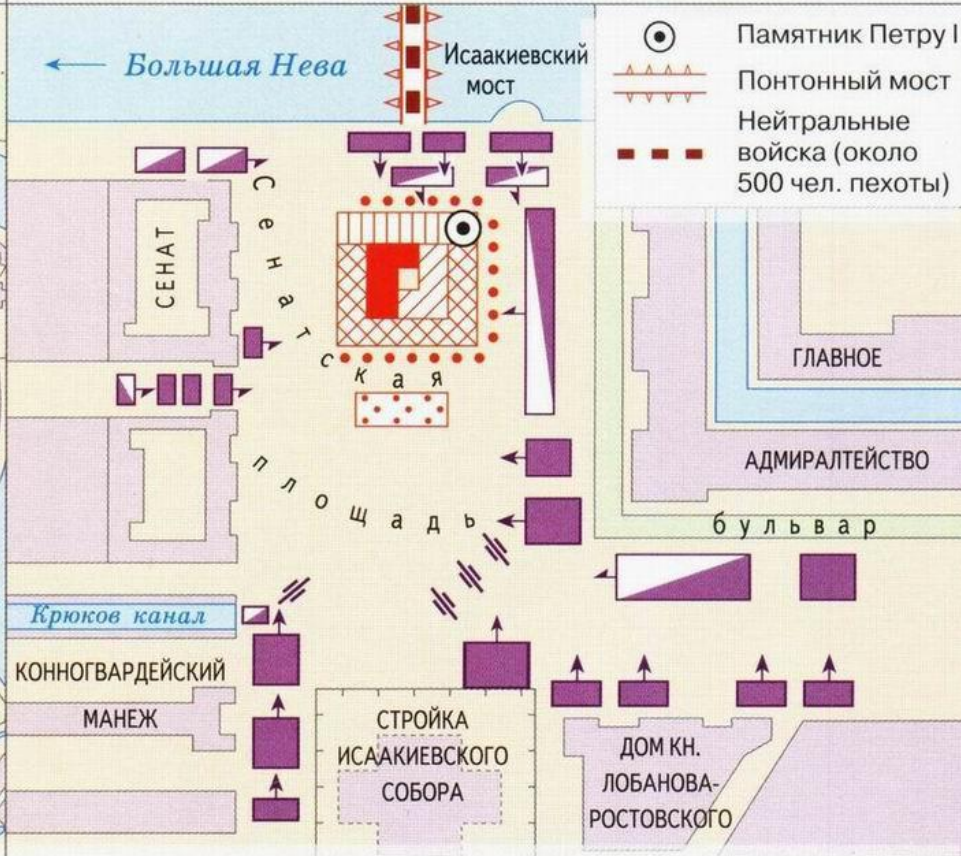 Большая Нева
Исаакиевский
мост
Памятник Петру I
Понтонный мост
Нейтральные
войска (около
500 чел. пехоты)
СЕНАТ
Сенатская
площадь
ГЛАВНОЕ
АДМИРАЛТЕЙСТВО
бульвар
Крюков канал
КОННОГВАРДЕЙСКИЙ
МАНЕЖ
СТРОЙКА
ИСААКИЕВСКОГО
СОБОРА
ДОМ КН.
ЛОБАНОВА-
РОСТОВСКОГО